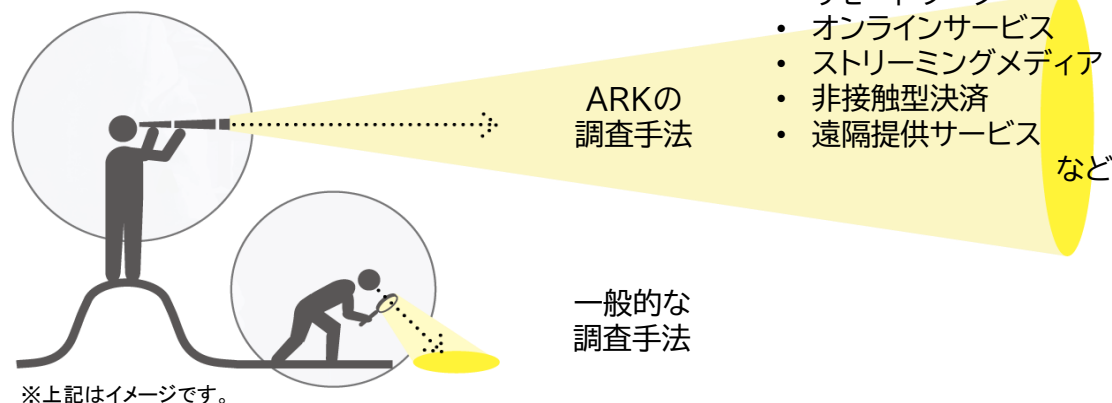 • オンラインサービス
• ストリーミングメディア
• 非接触型決済
• 遠隔提供サービス
など
ARKの
調査手法
一般的な
調査手法
※上記はイメージです。